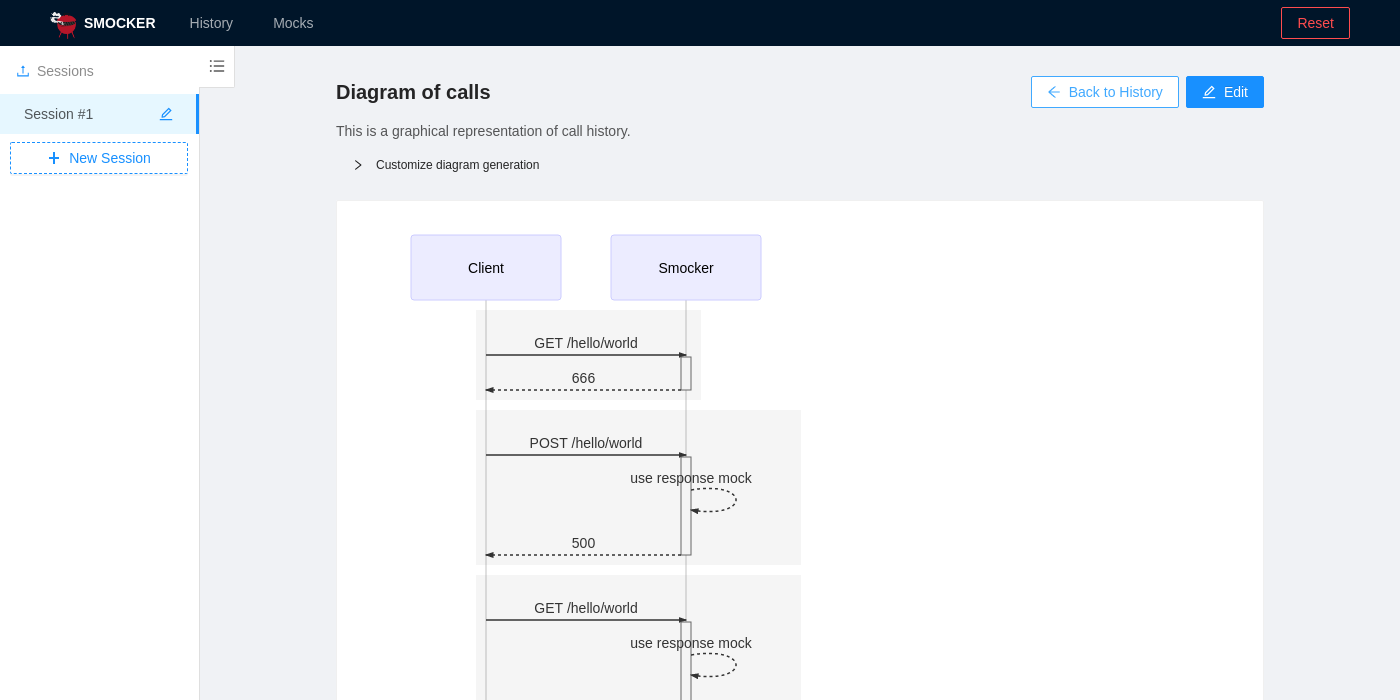 SMOCKER
History
Mocks
Reset
Sessions
Session #1
New Session
Diagram of calls
Back to History
Edit
This is a graphical representation of call history.
Customize diagram generation
Client
Smocker
GET /hello/world
666
POST /hello/world
use response mock
500
GET /hello/world
use response mock